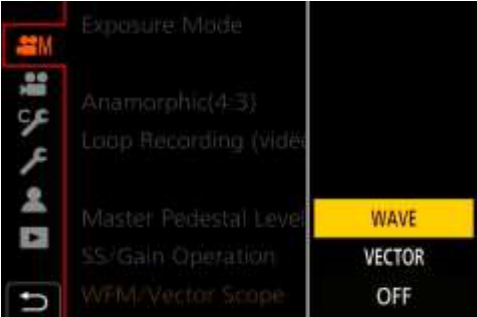 M
Exposure Mode
C
Anamorphic(4:3)
Loop Recording (video
Master Pedestal Level
SS/Gain Operation
WFM/Vector Scope
WAVE
VECTOR
OFF